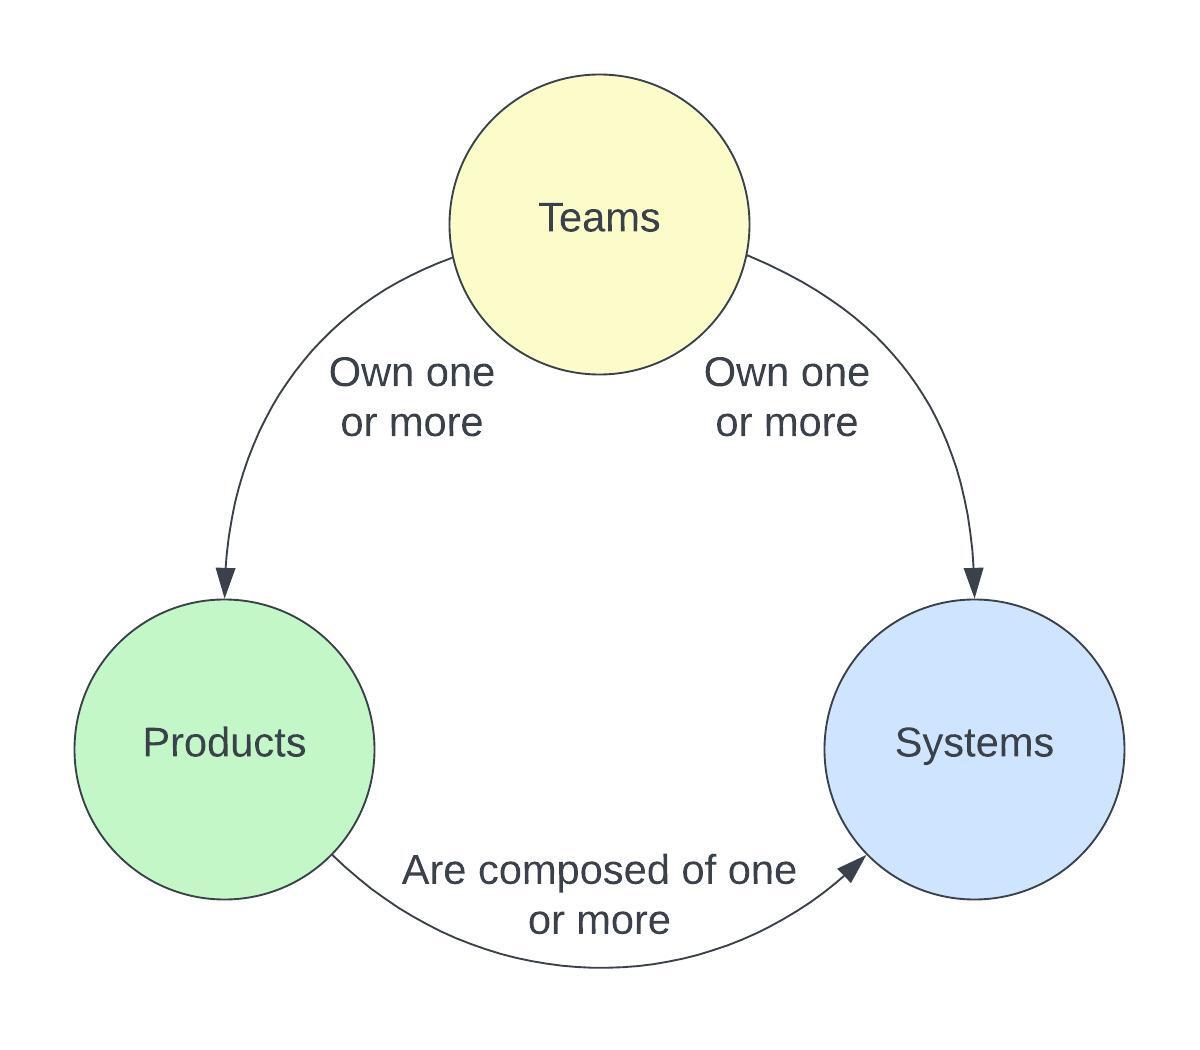 Teams
Own one
or more
Own one
or more
Products
Systems
Are composed of one
or more